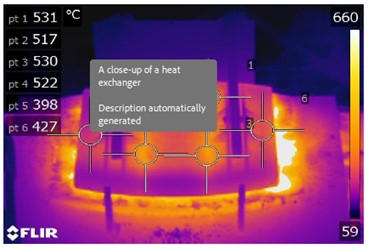 pt 1 531 °C
pt 2 517
pt 3 530
pt 4 522
pt 5 398
pt 6 427
660
A close-up of a heat
exchanger
Description automatically
generated
1
6
3
59
FLIR